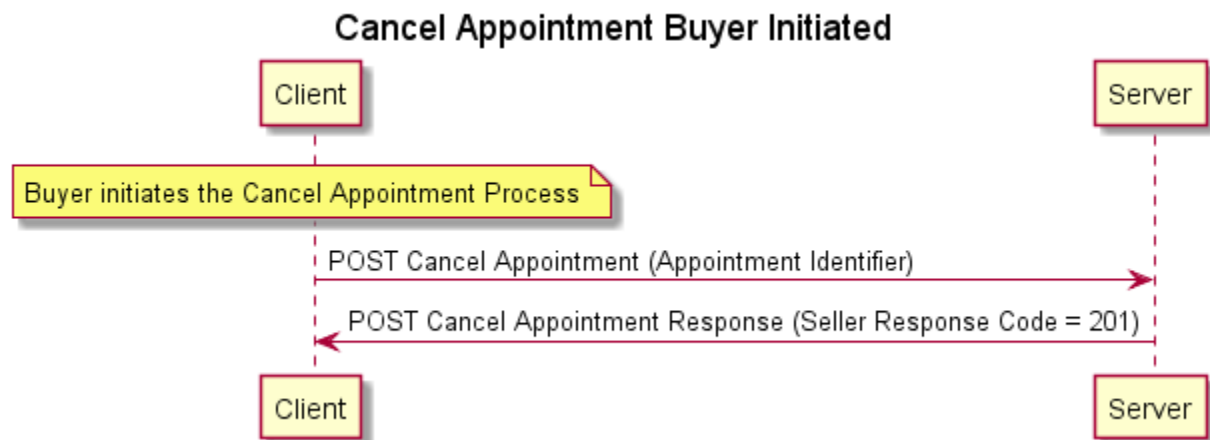 Cancel Appointment Buyer Initiated
Client
Server
Buyer initiates the Cancel Appointment Process
POST Cancel Appointment (Appointment Identifier)
POST Cancel Appointment Response (Seller Response Code = 201)
Client
Server